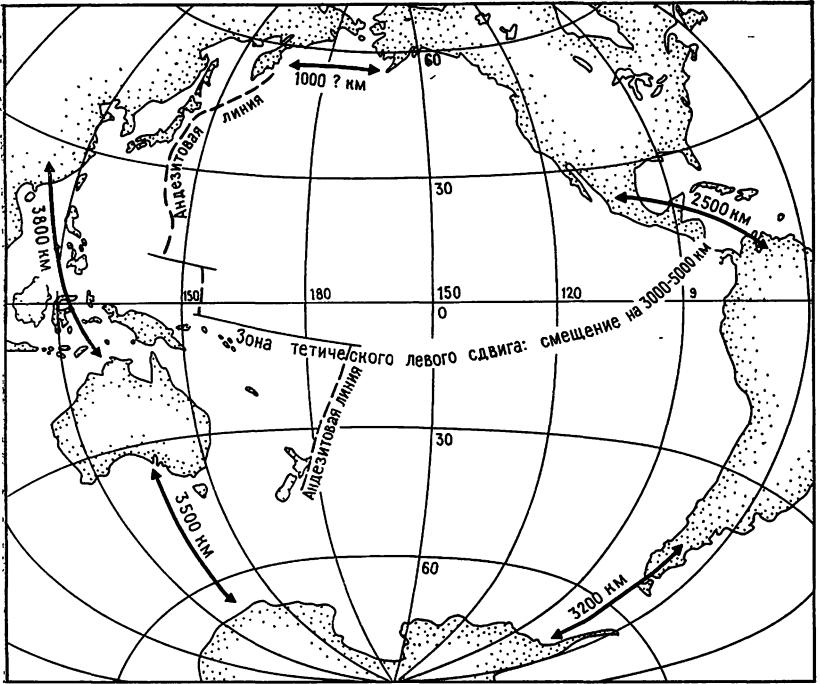 60
1000 ? км
Андезитовая линия
30
3800 км
2500 км
150
180
150
120
9
0
Зона тетического левого сдвига: смещение на 3000-5000 км
Андезитовая линия
30
3500 км
60
3200 км